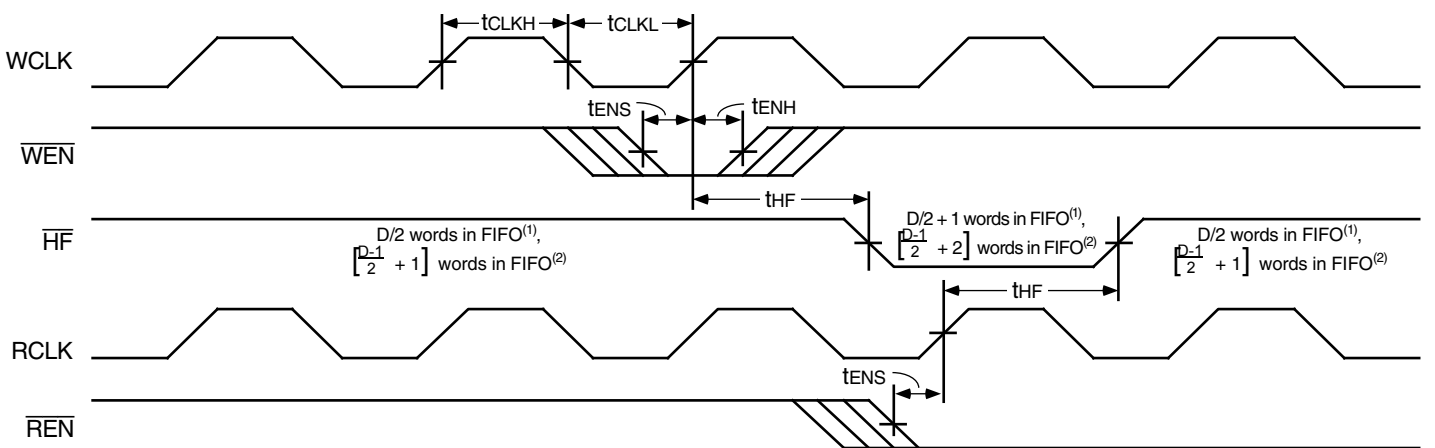 tCLKH tCLKL
WCLK
tENS tENH
WEN
tHF
HF
D/2 words in FIFO(1),
[D-1/2 + 1] words in FIFO(2)
D/2 + 1 words in FIFO(1),
[D-1/2 + 2] words in FIFO(2)
D/2 words in FIFO(1),
[D-1/2 + 1] words in FIFO(2)
tHF
RCLK
tENS
REN